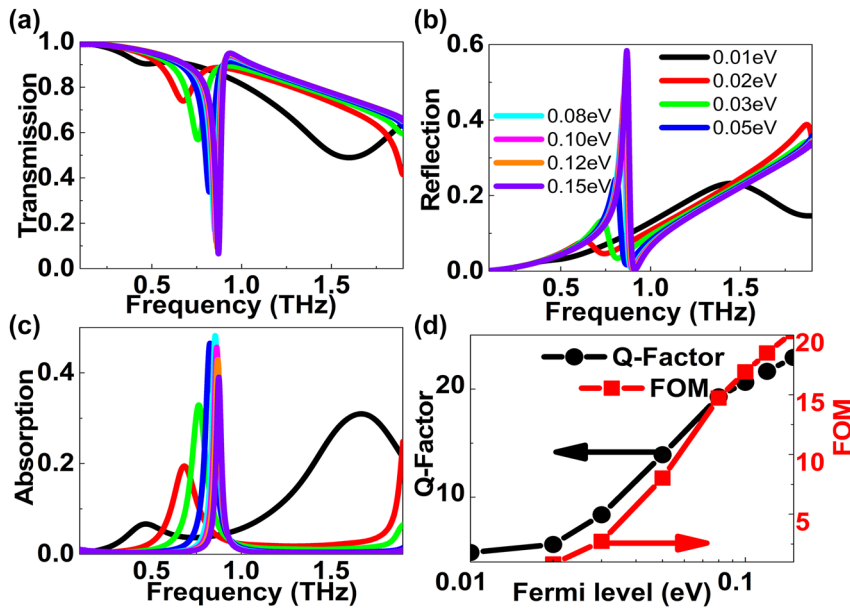 (a)
1.0
0.8
0.6
0.4
0.2
0.0
Transmission
0.5 1.0 1.5
Frequency (THz)
(b)
0.6
0.4
0.2
0.0
Reflection
0.01eV
0.02eV
0.03eV
0.05eV
0.08eV
0.10eV
0.12eV
0.15eV
0.5 1.0 1.5
Frequency (THz)
(c)
0.4
0.2
0.0
Absorption
0.5 1.0 1.5
Frequency (THz)
(d)
20
10
Q-Factor
Q-Factor
FOM
20
15
10
5
FOM
0.01 0.1
Fermi level (eV)